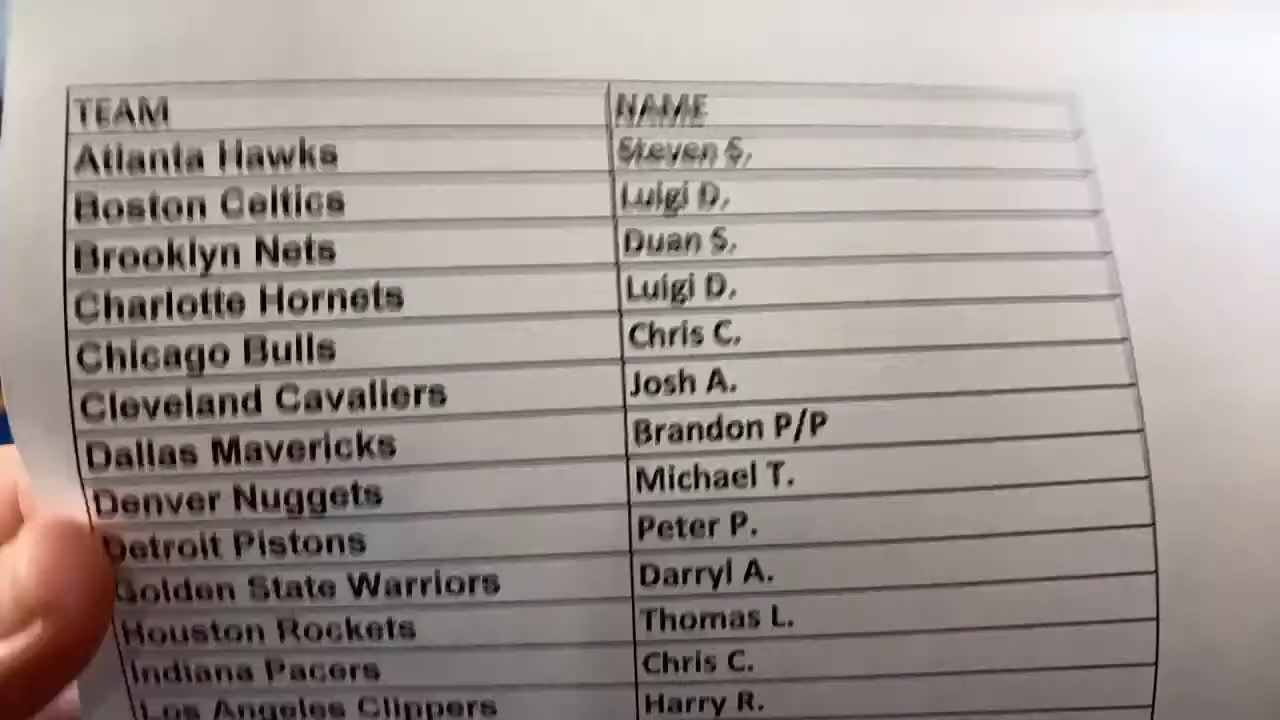 TEAM NAME
Atlanta Hawks Steven S.
Boston Celtics Luigi D.
Brooklyn Nets Duan S.
Charlotte Hornets Luigi D.
Chicago Bulls Chris C.
Cleveland Cavaliers Josh A.
Dallas Mavericks Brandon P/P
Denver Nuggets Michael T.
Detroit Pistons Peter P.
Golden State Warriors Darryl A.
Houston Rockets Thomas L.
Indiana Pacers Chris C.
Los Angeles Clippers Harry R.